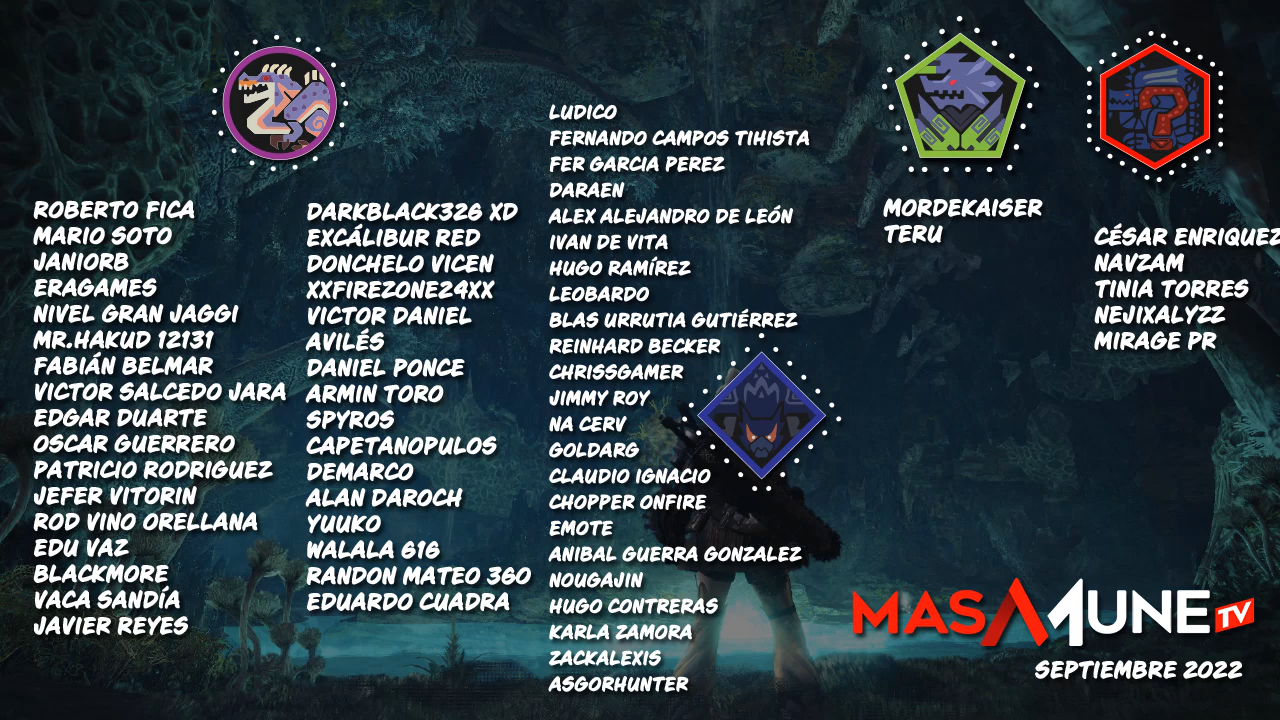 ROBERTO FICA
MARIO SOTO
JANIORB
ERAGAMES
NIVEL GRAN JAGGI
MR.HAKUD 12131
FABIÁN BELMAR
VICTOR SALCEDO JARA
EDGAR DUARTE
OSCAR GUERRERO
PATRICIO RODRIGUEZ
JEFER VITORIN
ROD VINO ORELLANA
EDU VAZ
BLACKMORE
VACA SANDÍA
JAVIER REYES
DARKBLACK326 XD
EXCÁLIBUR RED
DONCHELO VICEN
XXFIREZONE24XX
VICTOR DANIEL
AVILÉS
DANIEL PONCE
ARMIN TORO
SPYROS
CAPETANOPULOS
DEMARCO
ALAN DAROCH
YUUKO
WALALA 616
RANDON MATEO 360
EDUARDO CUADRA
LUDICO
FERNANDO CAMPOS TIHISTA
FER GARCIA PEREZ
DARAEN
ALEX ALEJANDRO DE LEÓN
IVAN DE VITA
HUGO RAMÍREZ
LEOBARDO
BLAS URRUTIA GUTIÉRREZ
REINHARD BECKER
CHRISSGAMER
JIMMY ROY
NA CERV
GOLDARG
CLAUDIO IGNACIO
CHOPPER ONFIRE
EMOTE
ANIBAL GUERRA GONZALEZ
NOUGAJIN
HUGO CONTRERAS
KARLA ZAMORA
ZACKALEXIS
ASGORHUNTER
MORDEKAISER
TERU
CÉSAR ENRIQUEZ
NAVZAM
TINIA TORRES
NEJIXALYZZ
MIRAGE PR
MASAMUNE TV
SEPTIEMBRE 2022